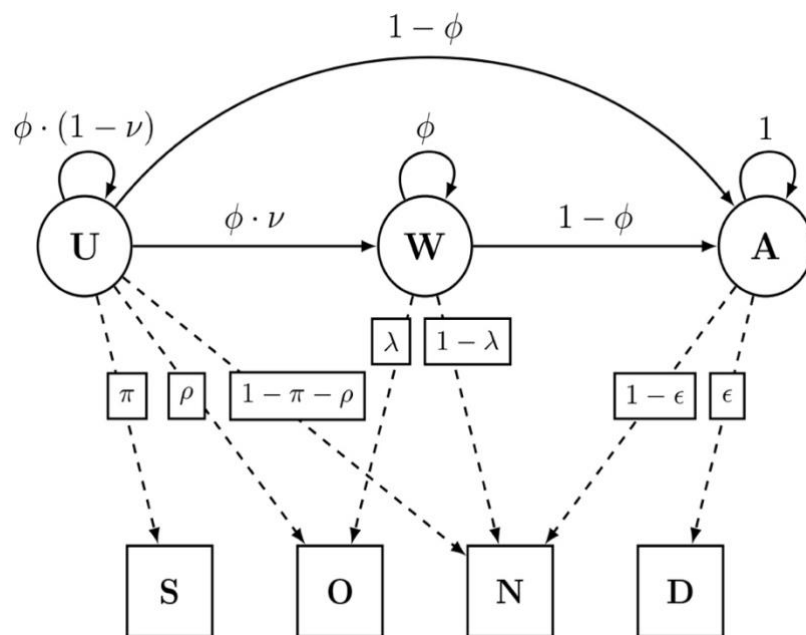 1 − ϕ
ϕ · (1 − ν)
ϕ
1
U
ϕ · ν
W
1 − ϕ
A
λ
1 − λ
π
ρ
1 − π − ρ
1 − ϵ
ϵ
S
O
N
D